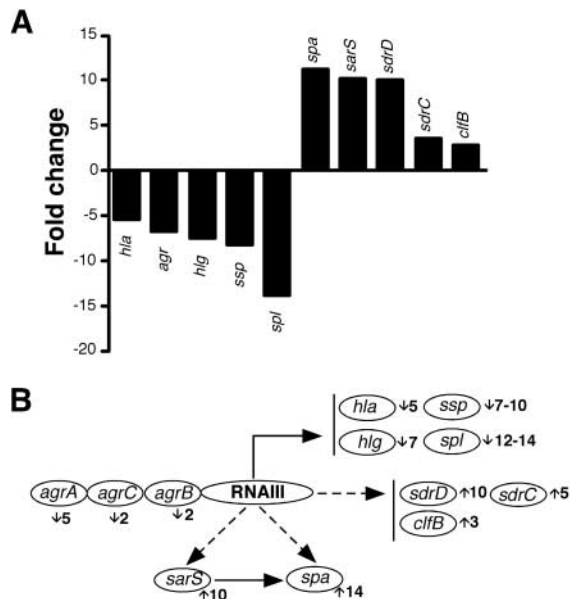 A
Fold change
15
10
5
0
-5
-10
-15
-20
hla
agr
hlg
ssp
spl
spa
sarS
sdrD
sdrC
clfB
B
hla ↓5 ssp ↓7-10
hlg ↓7 spl ↓12-14
agrA agrC agrB RNAIII
↓5 ↓2 ↓2
sdrD ↑10 sdrC ↑5
clfB ↑3
sarS ↑10 spa ↑14